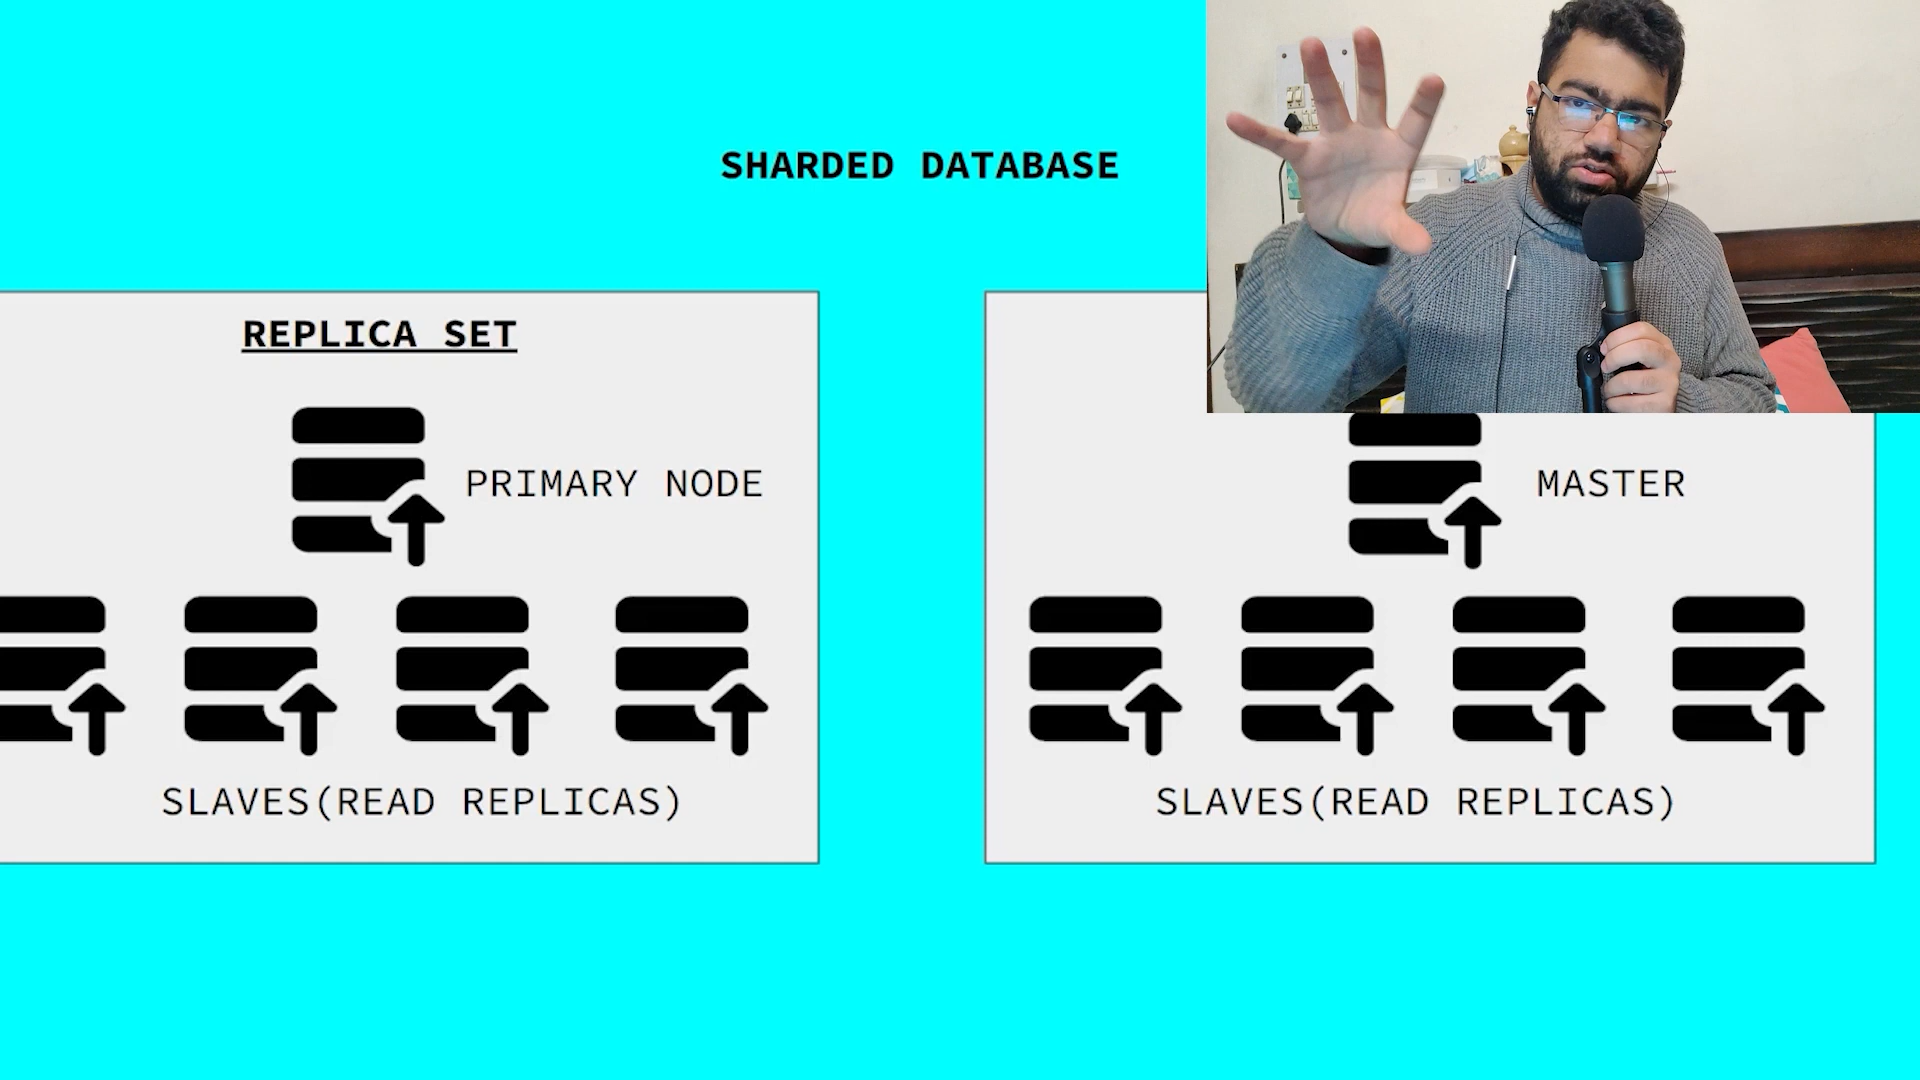 SHARDED DATABASE
REPLICA SET
PRIMARY NODE
SLAVES(READ REPLICAS)
MASTER
SLAVES(READ REPLICAS)